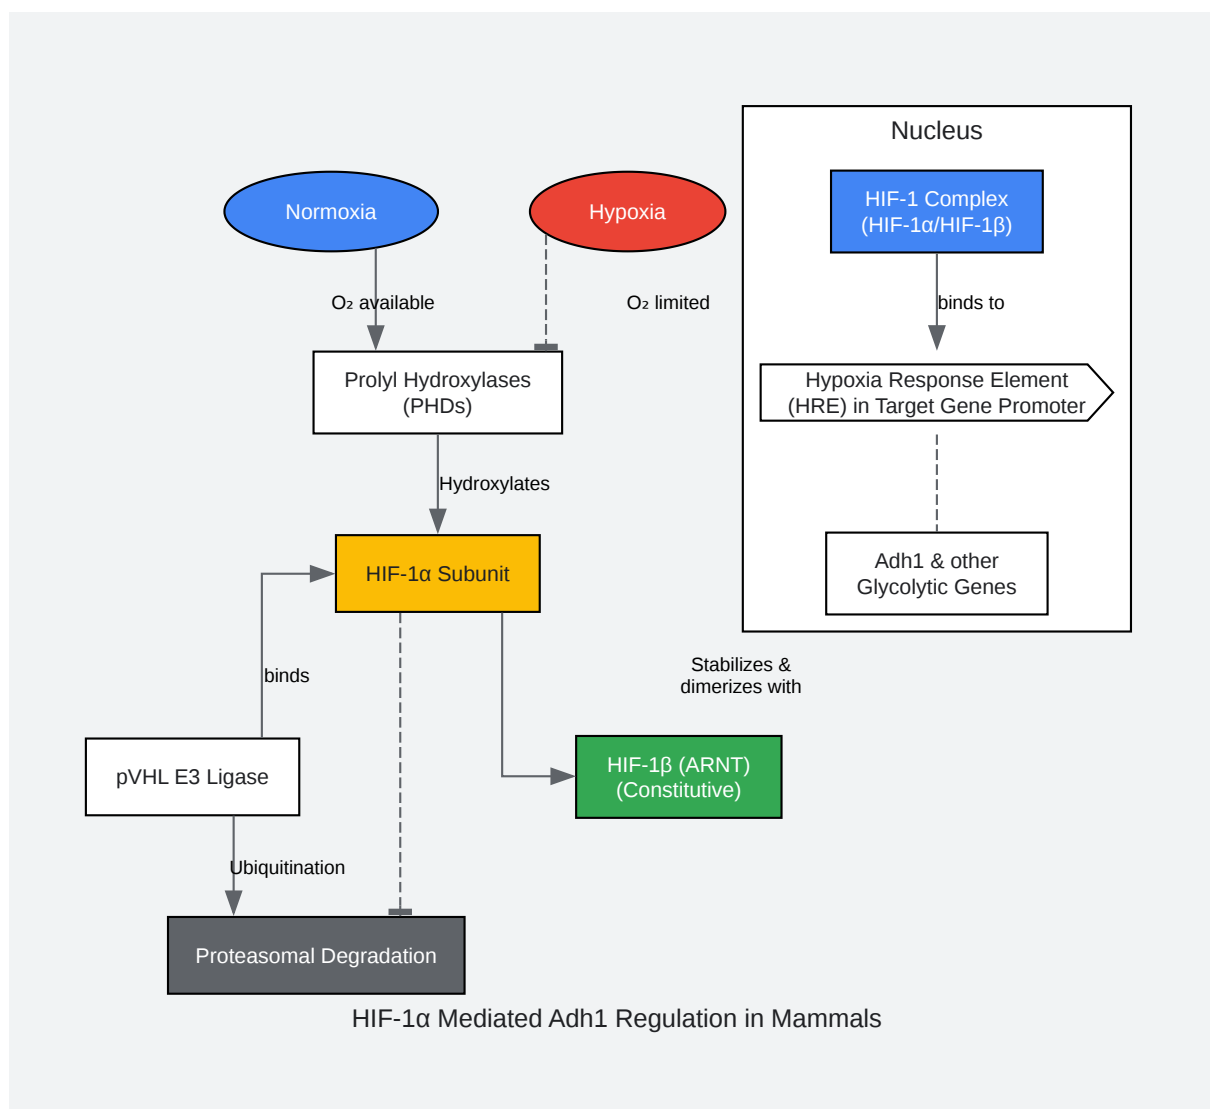 Nucleus
Normoxia
Hypoxia
HIF-1 Complex
(HIF-1α/HIF-1β)
O₂ available
O₂ limited
binds to
Prolyl Hydroxylases
(PHDs)
Hypoxia Response Element
(HRE) in Target Gene Promoter
Hydroxylates
HIF-1α Subunit
Adh1 & other
Glycolytic Genes
binds
Stabilizes &
dimerizes with
pVHL E3 Ligase
HIF-1β (ARNT)
(Constitutive)
Ubiquitination
Proteasomal Degradation
HIF-1α Mediated Adh1 Regulation in Mammals